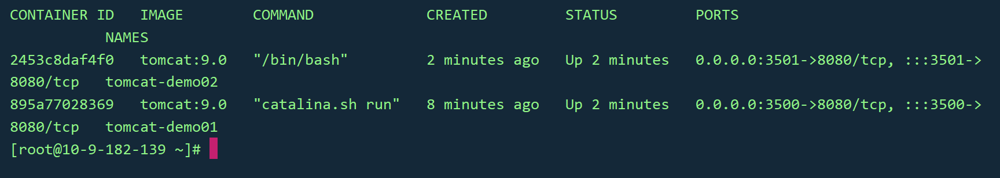 CONTAINER ID   IMAGE        COMMAND             CREATED         STATUS         PORTS
           NAMES
2453c8daf4f0   tomcat:9.0   "/bin/bash"         2 minutes ago   Up 2 minutes   0.0.0.0:3501->8080/tcp, :::3501->
8080/tcp   tomcat-demo02
895a77028369   tomcat:9.0   "catalina.sh run"   8 minutes ago   Up 2 minutes   0.0.0.0:3500->8080/tcp, :::3500->
8080/tcp   tomcat-demo01
[root@10-9-182-139 ~]#